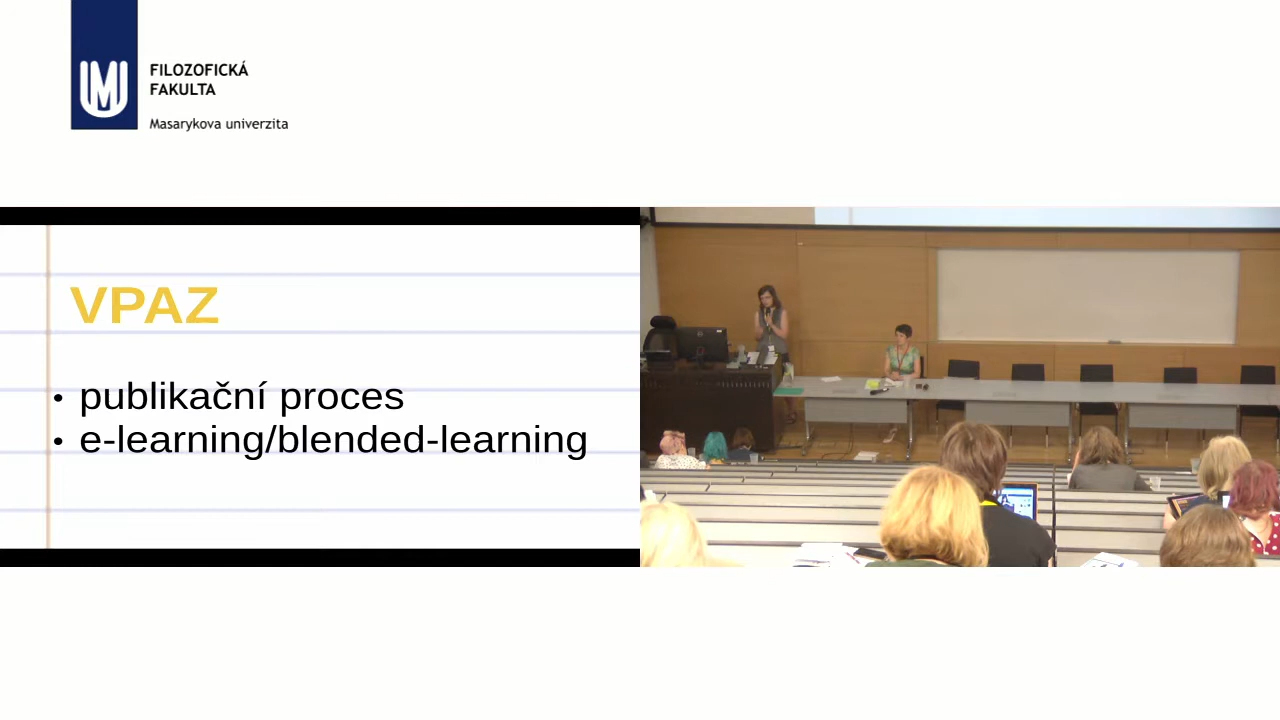 FILOZOFICKÁ
FAKULTA
Masarykova univerzita
VPAZ
• publikační proces
• e-learning/blended-learning